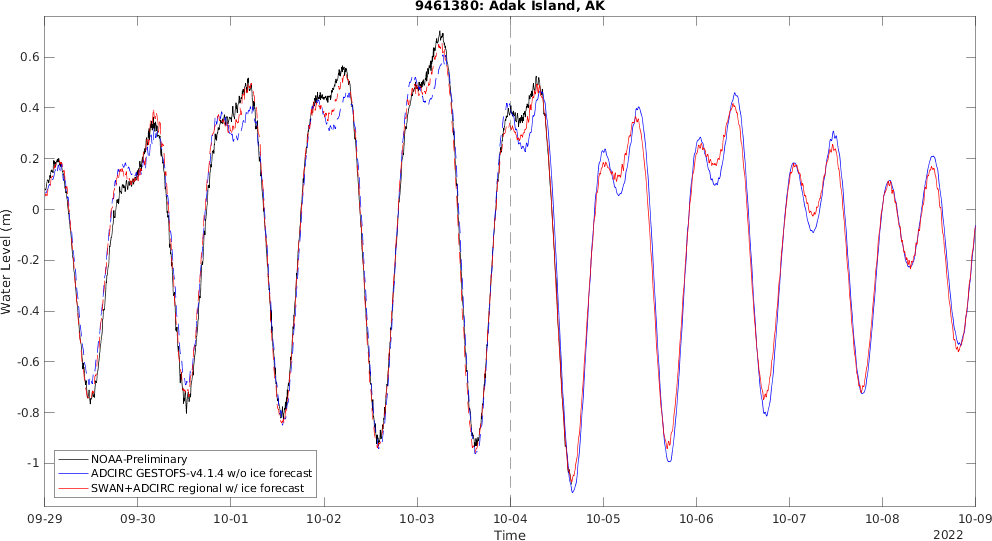 9461380: Adak Island, AK
Water Level (m)
0.6
0.4
0.2
0
-0.2
-0.4
-0.6
-0.8
-1
NOAA-Preliminary
ADCIRC GESTOFS-v4.1.4 w/o ice forecast
SWAN+ADCIRC regional w/ ice forecast
09-29 09-30 10-01 10-02 10-03 10-04 10-05 10-06 10-07 10-08 10-09
Time
2022